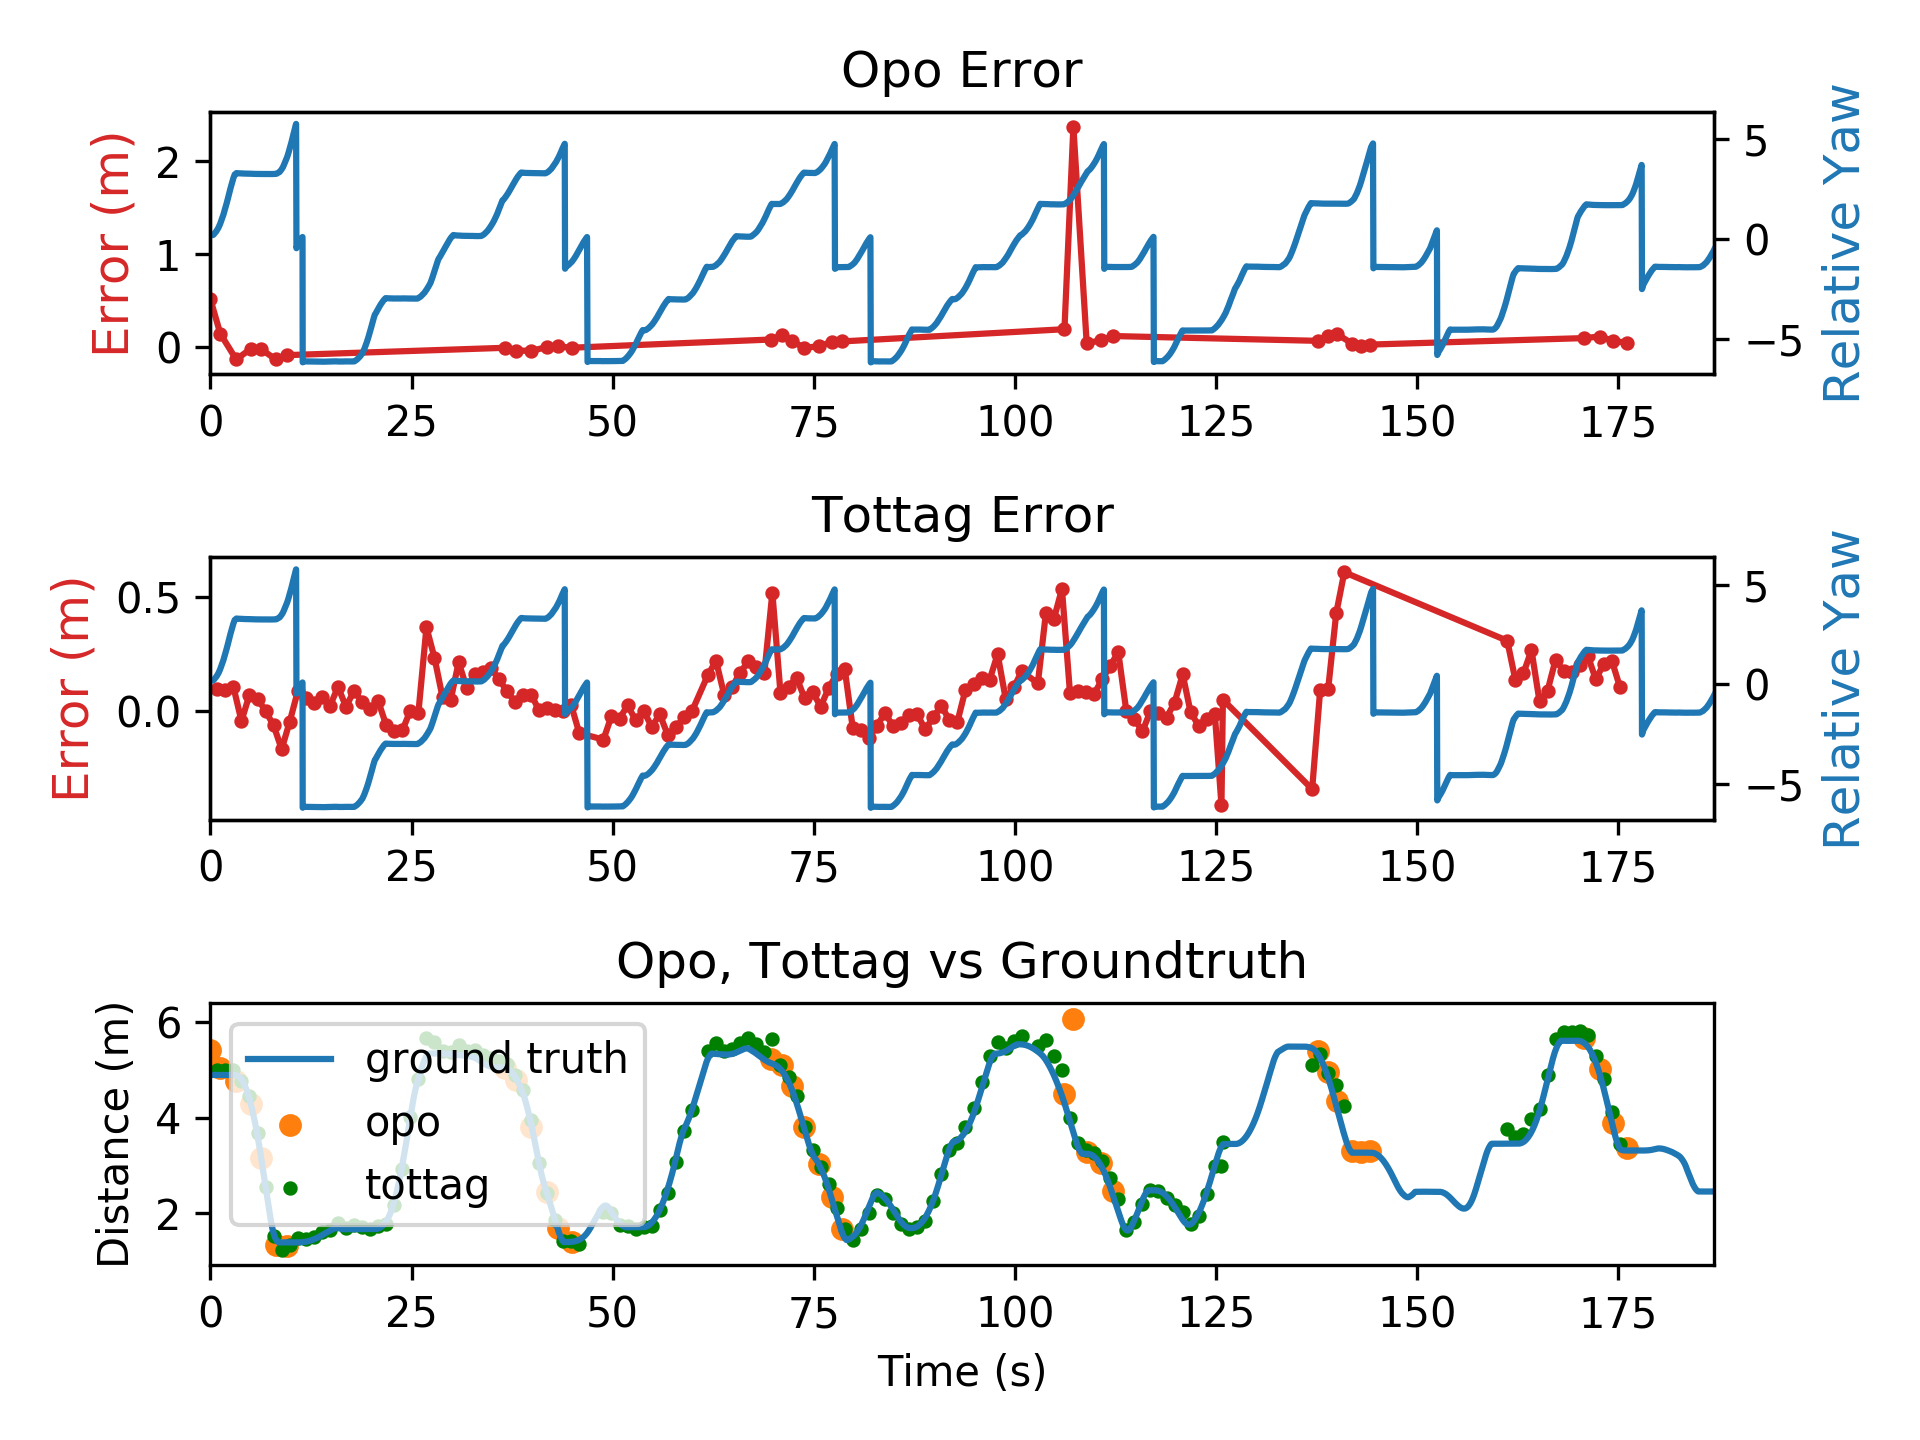 Opo Error
Error (m)
2
1
0
5
0
−5
Relative Yaw
0 25 50 75 100 125 150 175
Tottag Error
Error (m)
0.5
0.0
5
0
−5
Relative Yaw
0 25 50 75 100 125 150 175
Opo, Tottag vs Groundtruth
Distance (m)
6
4
2
ground truth
opo
tottag
0 25 50 75 100 125 150 175
Time (s)